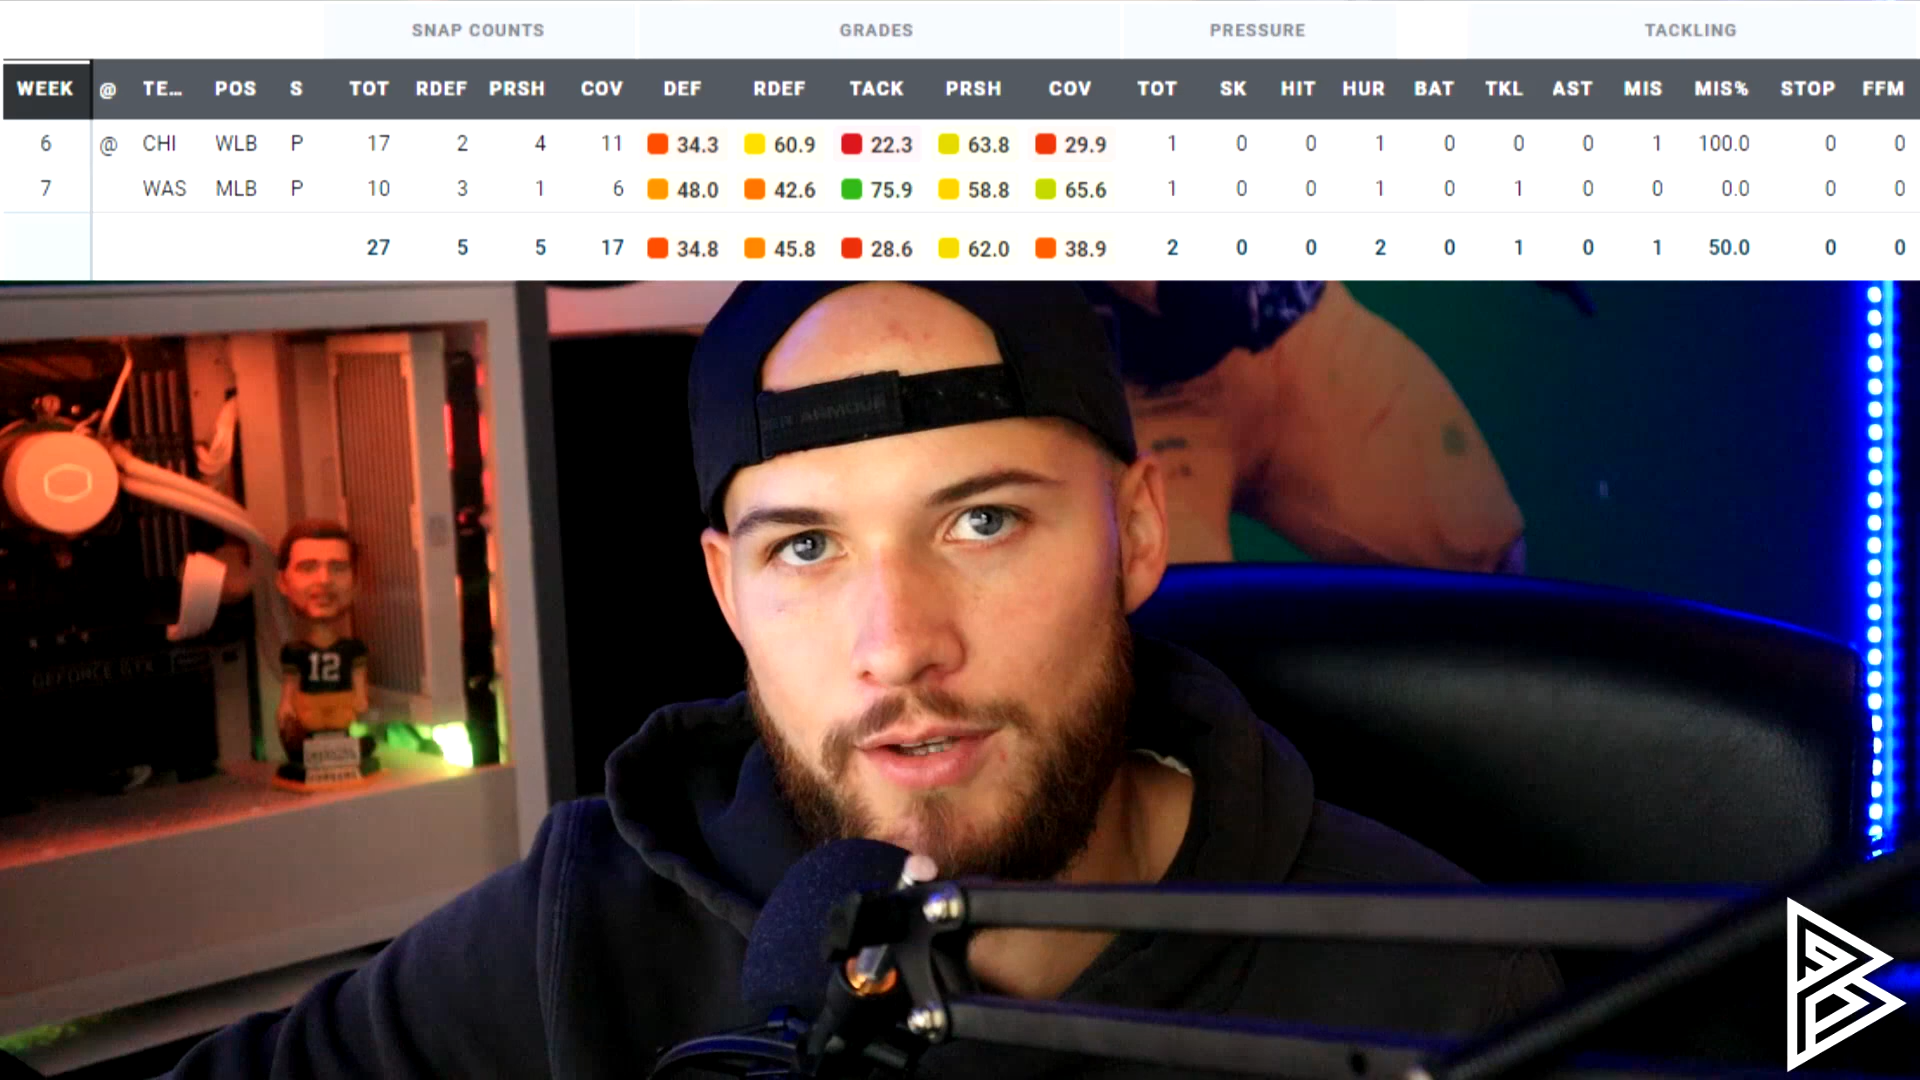 SNAP COUNTS GRADES PRESSURE TACKLING
WEEK @ TE... POS S TOT RDEF PRSH COV DEF RDEF TACK PRSH COV TOT SK HIT HUR BAT TKL AST MIS MIS% STOP FFM
6 @ CHI WLB P 17 2 4 11 34.3 60.9 22.3 63.8 29.9 1 0 0 1 0 0 0 1 100.0 0 0
7 WAS MLB P 10 3 1 6 48.0 42.6 75.9 58.8 65.6 1 0 0 1 0 1 0 0 0.0 0 0
27 5 5 17 34.8 45.8 28.6 62.0 38.9 2 0 0 2 0 1 0 1 50.0 0 0
ARMOUR
12
GEFORCE GTX